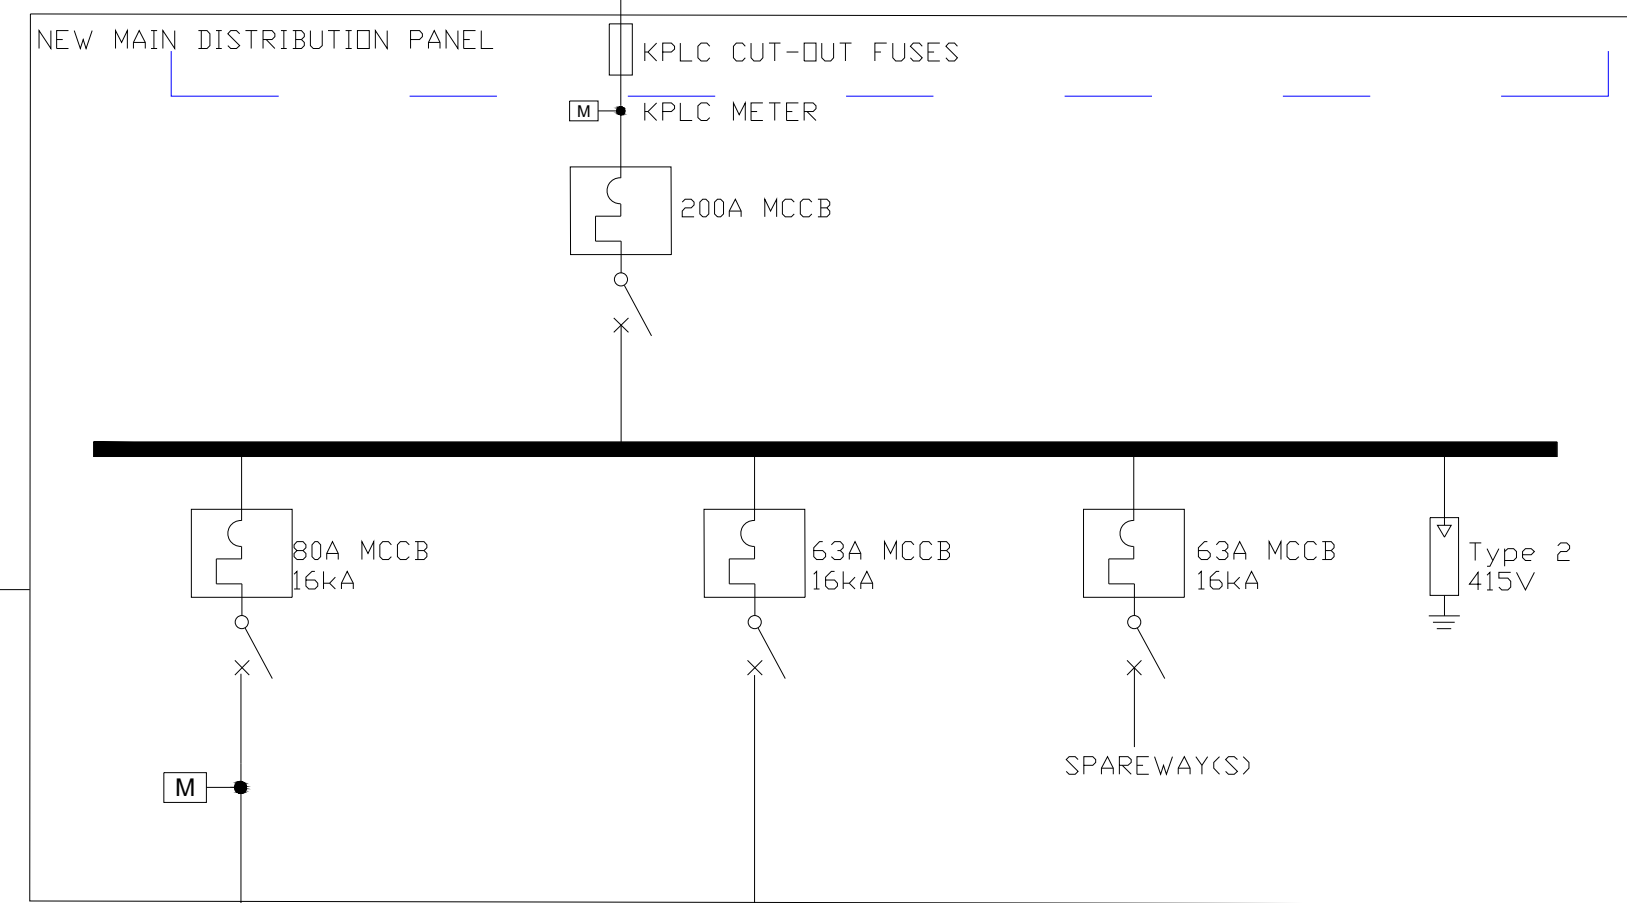 NEW MAIN DISTRIBUTION PANEL
KPLC CUT-OUT FUSES
M
KPLC METER
200A MCCB
80A MCCB
16kA
63A MCCB
16kA
63A MCCB
16kA
Type 2
415V
SPAREWAY(S)
M